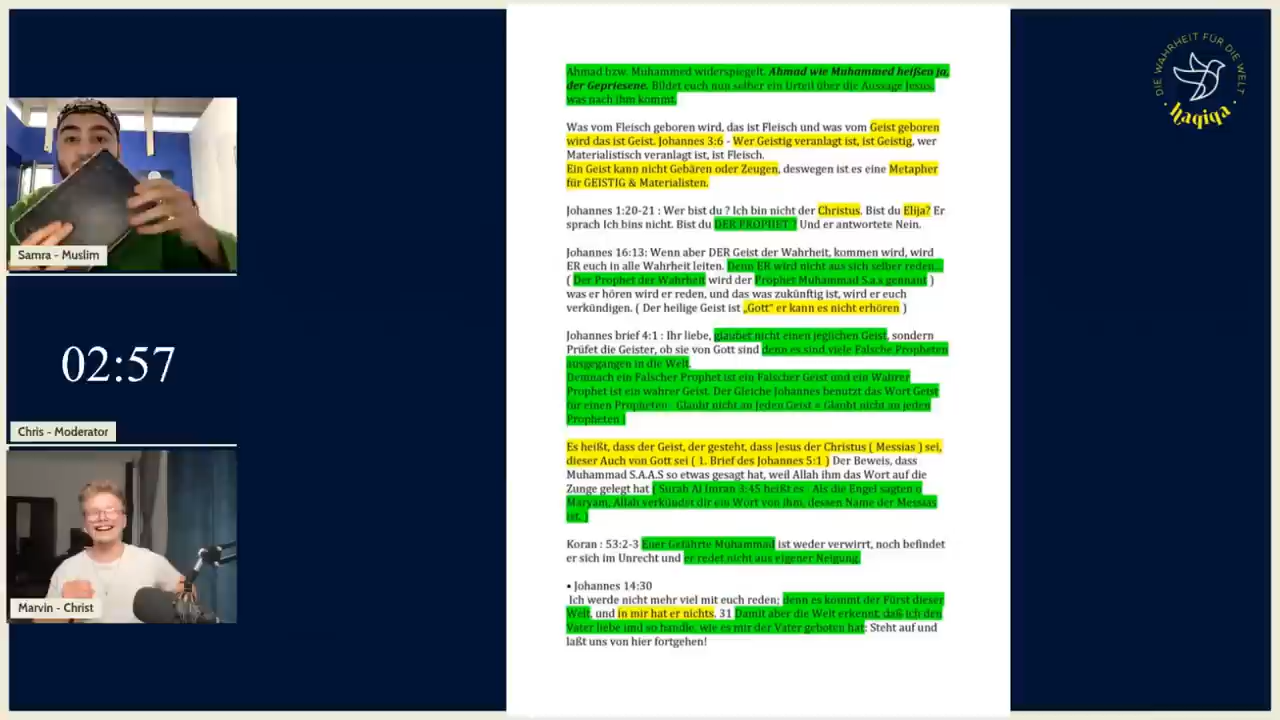 Ahmad bzw. Muhammed widerspiegelt. Ahmad wie Muhammed heißen ja,
der Gepriesene. Bildet euch nun selber ein Urteil über die Aussage Jesus,
was nach ihm kommt.
Was vom Fleisch geboren wird, das ist Fleisch und was vom Geist geboren
wird das ist Geist. Johannes 3:6 - Wer Geistig veranlagt ist, ist Geistig, wer
Materialistisch veranlagt ist, ist Fleisch.
Ein Geist kann nicht Gebären oder Zeugen, deswegen ist es eine Metapher
für GEISTIG & Materialisten.
Johannes 1:20-21 : Wer bist du ? Ich bin nicht der Christus. Bist du Elija? Er
sprach Ich bins nicht. Bist du DER PROPHET ? Und er antwortete Nein.
Johannes 16:13: Wenn aber DER Geist der Wahrheit, kommen wird, wird
ER euch in alle Wahrheit leiten. Denn ER wird nicht aus sich selber reden...
( Der Prophet der Wahrheit wird der Prophet Muhammad S.a.s gennant )
was er hören wird er reden, und das was zukünftig ist, wird er euch
verkündigen. ( Der heilige Geist ist „Gott“ er kann es nicht erhören )
Johannes brief 4:1 : Ihr liebe, glaubet nicht einen jeglichen Geist, sondern
Prüfet die Geister, ob sie von Gott sind denn es sind viele Falsche Propheten
ausgegangen in die Welt.
Demnach ein Falscher Prophet ist ein Falscher Geist und ein Wahrer
Prophet ist ein wahrer Geist. Der Gleiche Johannes benutzt das Wort Geist
für einen Propheten - Glaubt nicht an Jeden Geist = Glaubt nicht an jeden
Propheten )
Es heißt, dass der Geist, der gesteht, dass Jesus der Christus ( Messias ) sei,
dieser Auch von Gott sei ( 1. Brief des Johannes 5:1 ) Der Beweis, dass
Muhammad S.A.A.S so etwas gesagt hat, weil Allah ihm das Wort auf die
Zunge gelegt hat ( Surah Al Imran 3:45 heißt es : Als die Engel sagten o
Maryam, Allah verkündst dir ein Wort von ihm, dessen Name der Messias
ist. )
Koran : 53:2-3 Euer Gefährte Muhammad ist weder verwirrt, noch befindet
er sich im Unrecht und er redet nicht aus eigener Neigung.
• Johannes 14:30
Ich werde nicht mehr viel mit euch reden; denn es kommt der Fürst dieser
Welt, und in mir hat er nichts. 31 Damit aber die Welt erkennt, daß ich den
Vater liebe imd so handle, wie es mir der Vater geboten hat: Steht auf und
laßt uns von hier fortgehen!
DIE WAHRHEIT FÜR DIE WELT
haqiqa
Samra - Muslim
02:57
Chris - Moderator
Marvin - Christ